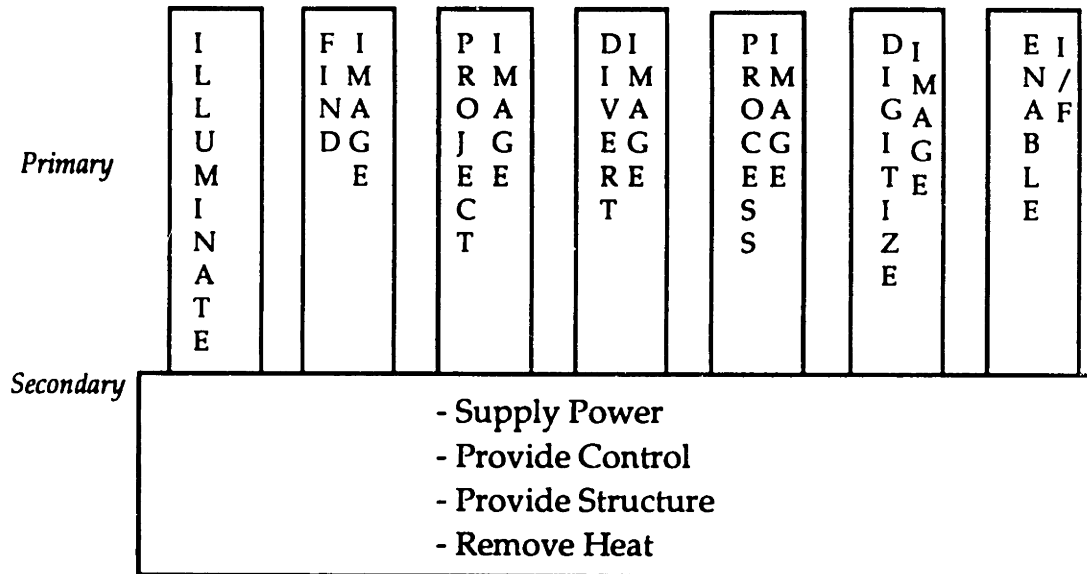 ILLUMINATE
FIND
IMAGE
PROJECT
IMAGE
DIVERT
IMAGE
PROCESS
IMAGE
DIGITIZE
IMAGE
ENABLE
I/F
Primary
Secondary
- Supply Power
- Provide Control
- Provide Structure
- Remove Heat